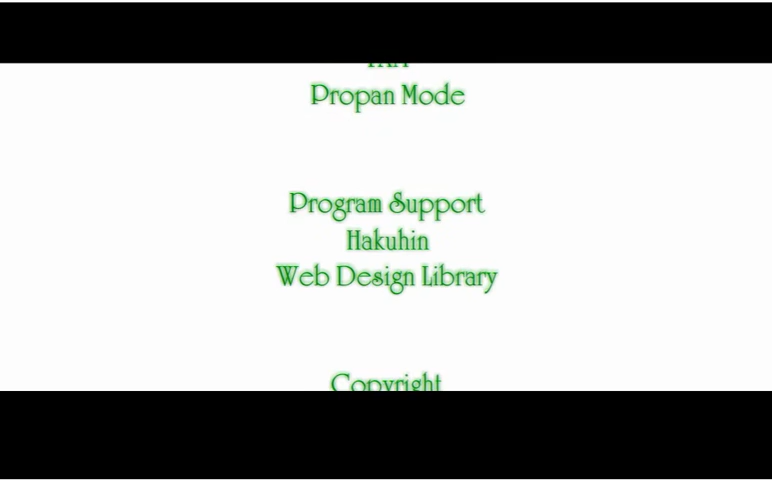 Propan Mode
Program Support
Hakuhin
Web Design Library
Copyright